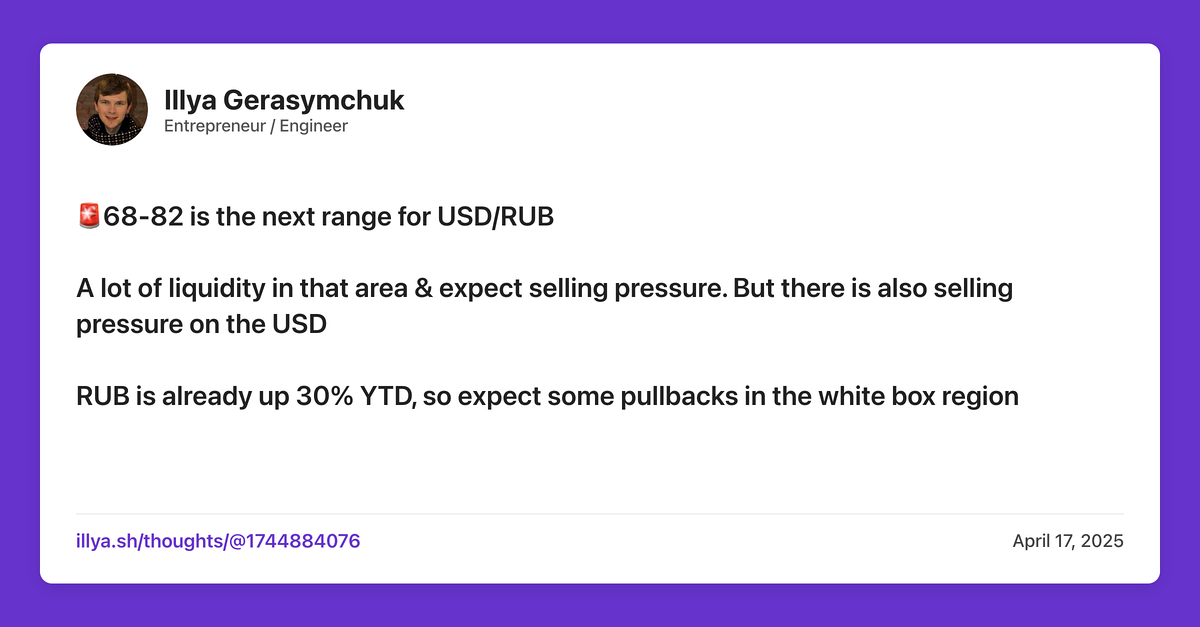 Illya Gerasymchuk
Entrepreneur / Engineer
🚨68-82 is the next range for USD/RUB
A lot of liquidity in that area & expect selling pressure. But there is also selling
pressure on the USD
RUB is already up 30% YTD, so expect some pullbacks in the white box region
illya.sh/thoughts/@1744884076
April 17, 2025